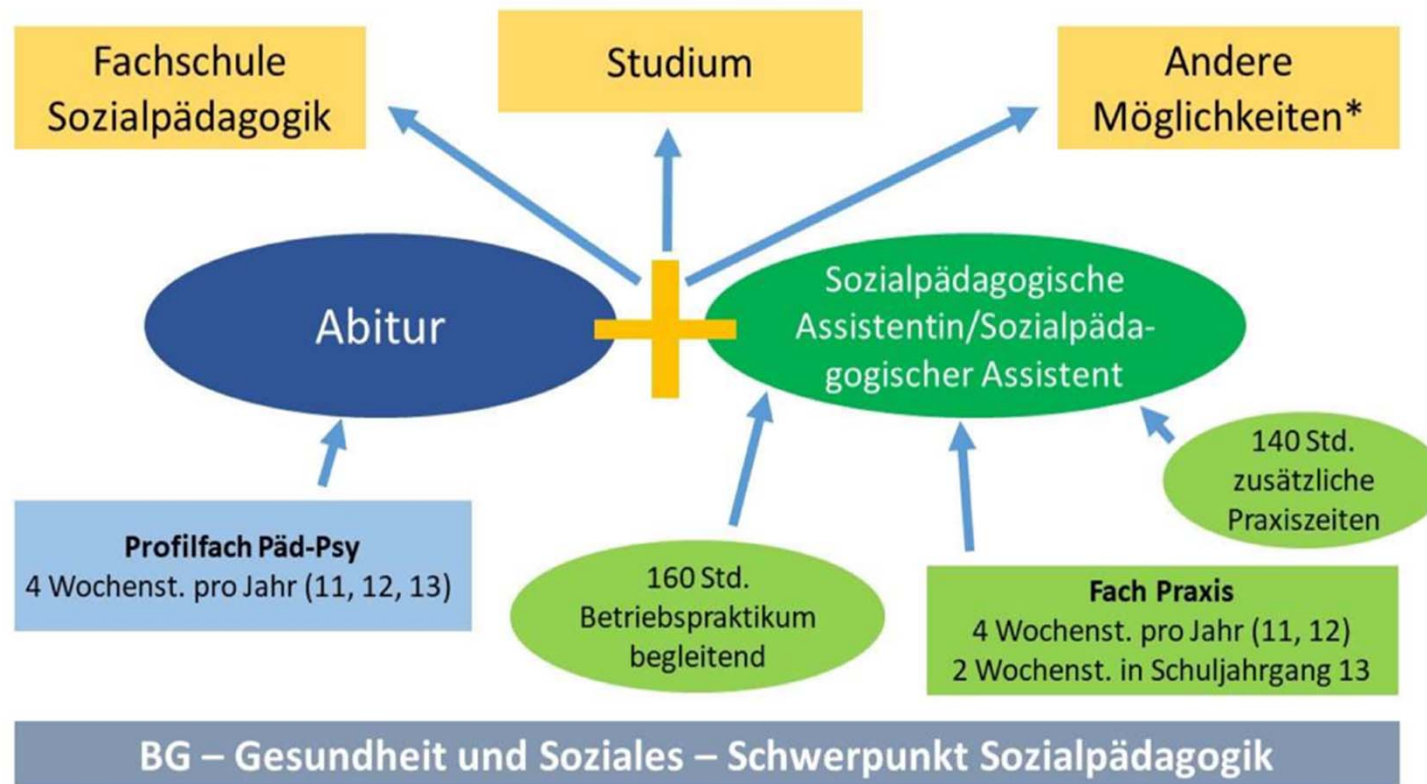 Fachschule
Sozialpädagogik
Studium
Andere
Möglichkeiten*
Abitur
Sozialpädagogische
Assistentin/Sozialpäda-
gogischer Assistent
140 Std.
zusätzliche
Praxiszeiten
Profilfach Päd-Psy
4 Wochenst. pro Jahr (11, 12, 13)
160 Std.
Betriebspraktikum
begleitend
Fach Praxis
4 Wochenst. pro Jahr (11, 12)
2 Wochenst. in Schuljahrgang 13
BG – Gesundheit und Soziales – Schwerpunkt Sozialpädagogik